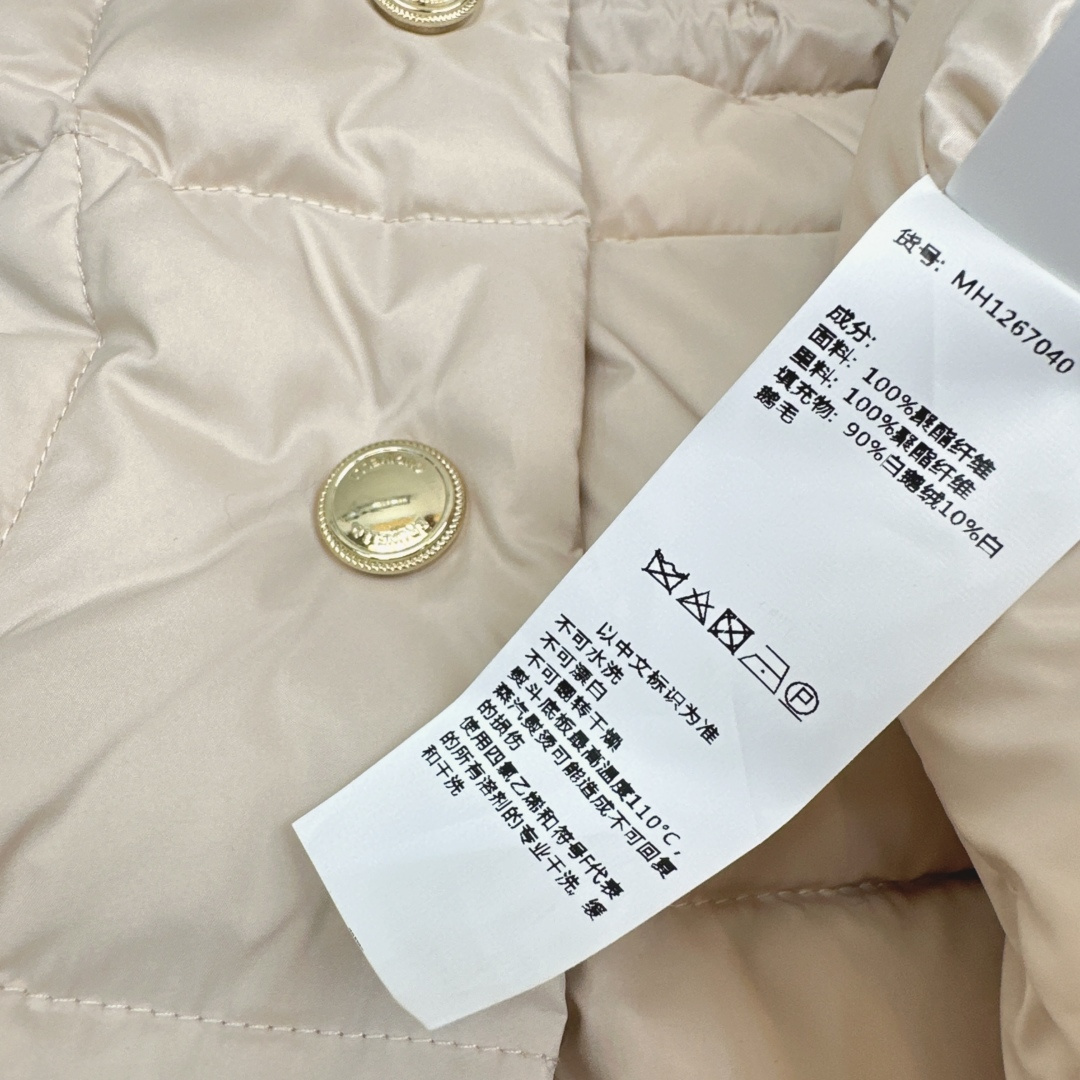 货号: MH1267040
成分:
面料: 100%聚酯纤维
里料: 100%聚酯纤维
填充物: 90%白鹅绒10%白
鹅毛
P
以中文标识为准
不可水洗
不可漂白
不可翻转干燥
熨斗底板最高温度110°C,
蒸汽熨烫可能造成不可回复
的损伤
使用四氯乙烯和符号F代表
的所有溶剂的专业干洗, 缓
和干洗